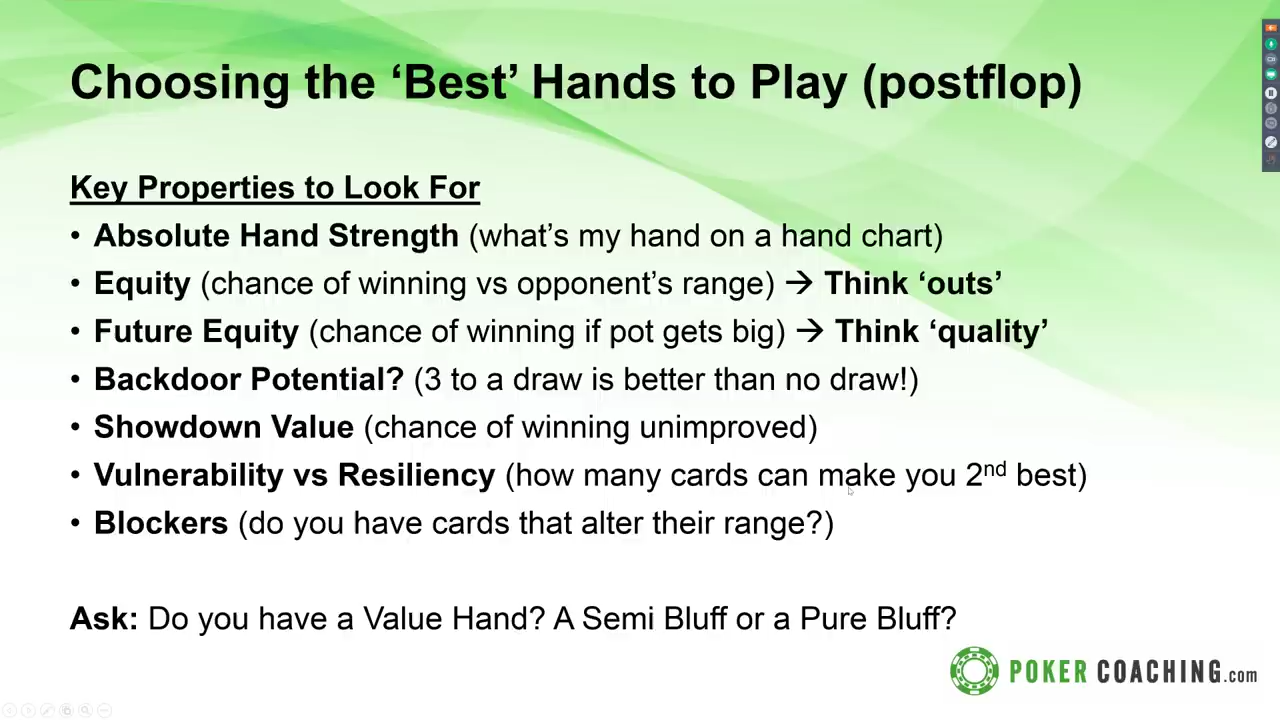 Choosing the ‘Best’ Hands to Play (postflop)
Key Properties to Look For
• Absolute Hand Strength (what’s my hand on a hand chart)
• Equity (chance of winning vs opponent’s range) → Think ‘outs’
• Future Equity (chance of winning if pot gets big) → Think ‘quality’
• Backdoor Potential? (3 to a draw is better than no draw!)
• Showdown Value (chance of winning unimproved)
• Vulnerability vs Resiliency (how many cards can make you 2nd best)
• Blockers (do you have cards that alter their range?)
Ask: Do you have a Value Hand? A Semi Bluff or a Pure Bluff?
POKER COACHING.com